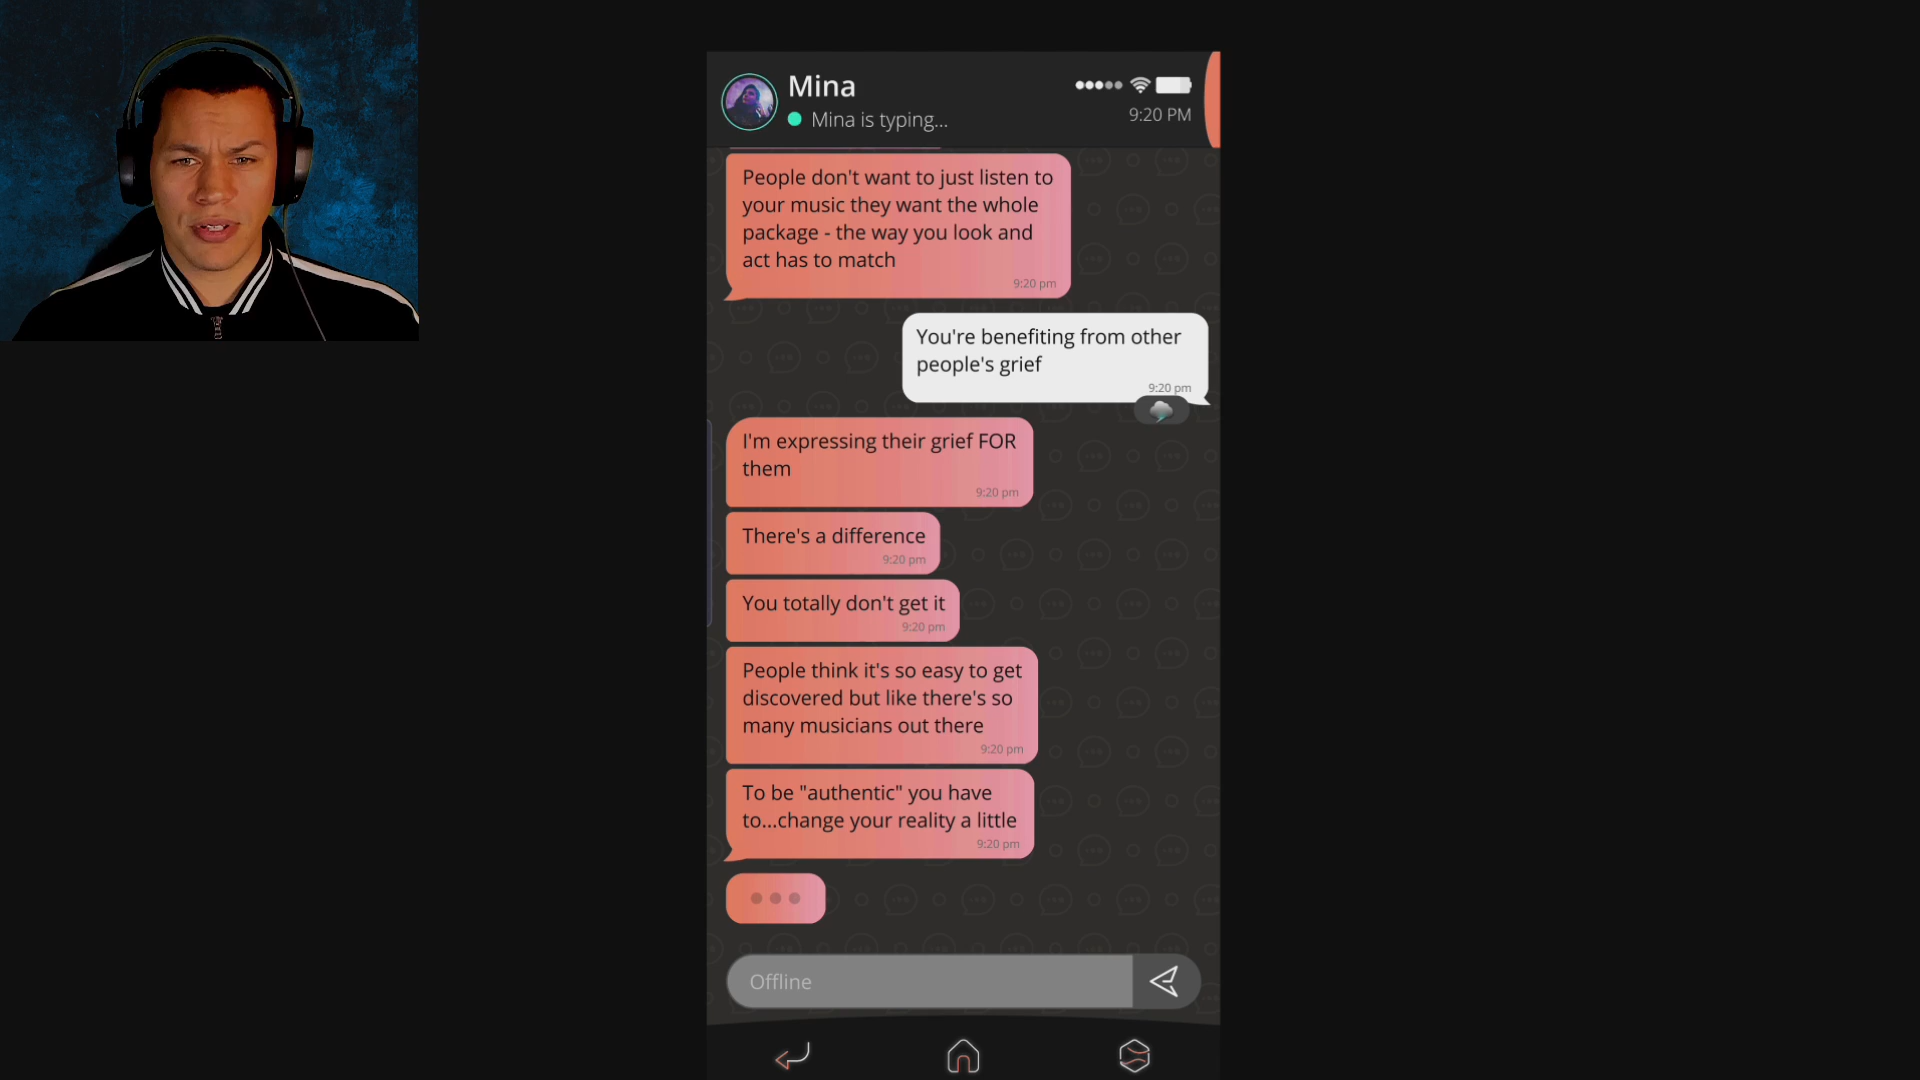 Mina
Mina is typing...
9:20 PM
People don't want to just listen to
your music they want the whole
package - the way you look and
act has to match
9:20 pm
You're benefiting from other
people's grief
9:20 pm
I'm expressing their grief FOR
them
9:20 pm
There's a difference
9:20 pm
You totally don't get it
9:20 pm
People think it's so easy to get
discovered but like there's so
many musicians out there
9:20 pm
To be "authentic" you have
to...change your reality a little
9:20 pm
Offline